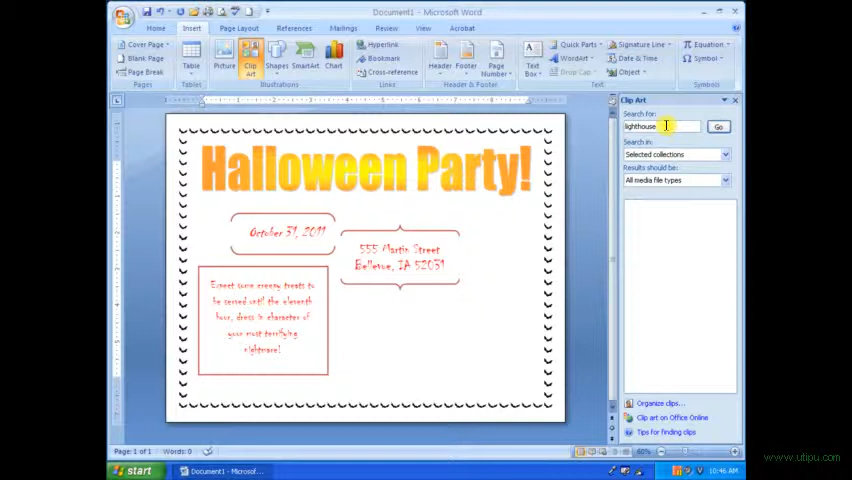 Document1 - Microsoft Word
Home
Insert
Page Layout
References
Mailings
Review
View
Acrobat
Cover Page
Blank Page
Page Break
Pages
Table
Tables
Picture
Clip
Art
Shapes
SmartArt
Chart
Illustrations
Hyperlink
Bookmark
Cross-reference
Links
Header
Footer
Page
Number
Header & Footer
Text
Box
Quick Parts
WordArt
Drop Cap
Signature Line
Date & Time
Object
Text
Equation
Symbol
Symbols
Clip Art
Search for:
lighthouse
Go
Search in:
Selected collections
Results should be:
All media file types
Halloween Party!
October 31, 2011
555 Martin Street
Bellevue, IA 52031
Expect some creepy treats to
be served until the eleventh
hour, dress in character of
your most terrifying
nightmare!
Organize clips...
Clip art on Office Online
Tips for finding clips
Page: 1 of 1
Words: 0
60%
www.utipu.com
start
Document1 - Microsof...
10:46 AM